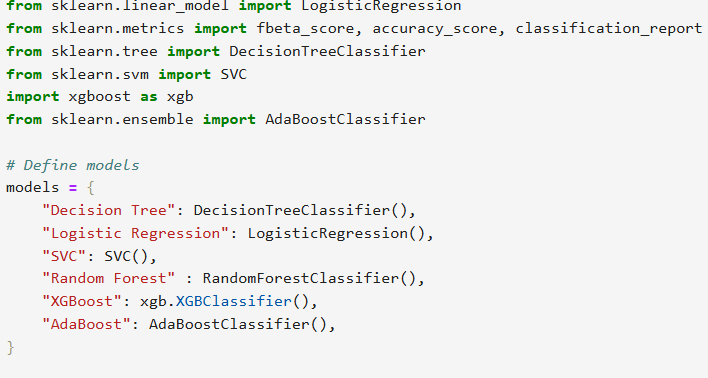 from sklearn.linear_model import LogisticRegression
from sklearn.metrics import fbeta_score, accuracy_score, classification_report
from sklearn.tree import DecisionTreeClassifier
from sklearn.svm import SVC
import xgboost as xgb
from sklearn.ensemble import AdaBoostClassifier

# Define models
models = {
    "Decision Tree": DecisionTreeClassifier(),
    "Logistic Regression": LogisticRegression(),
    "SVC": SVC(),
    "Random Forest" : RandomForestClassifier(),
    "XGBoost": xgb.XGBClassifier(),
    "AdaBoost": AdaBoostClassifier(),
}